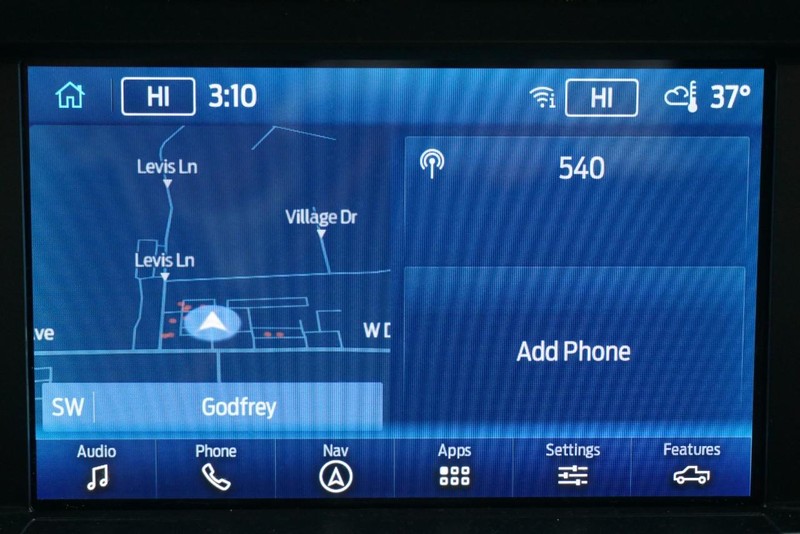 HI 3:10 HI 37°
Levis Ln
540
Village Dr
Levis Ln
ve
W D
Add Phone
SW Godfrey
Audio Phone Nav Apps Settings Features